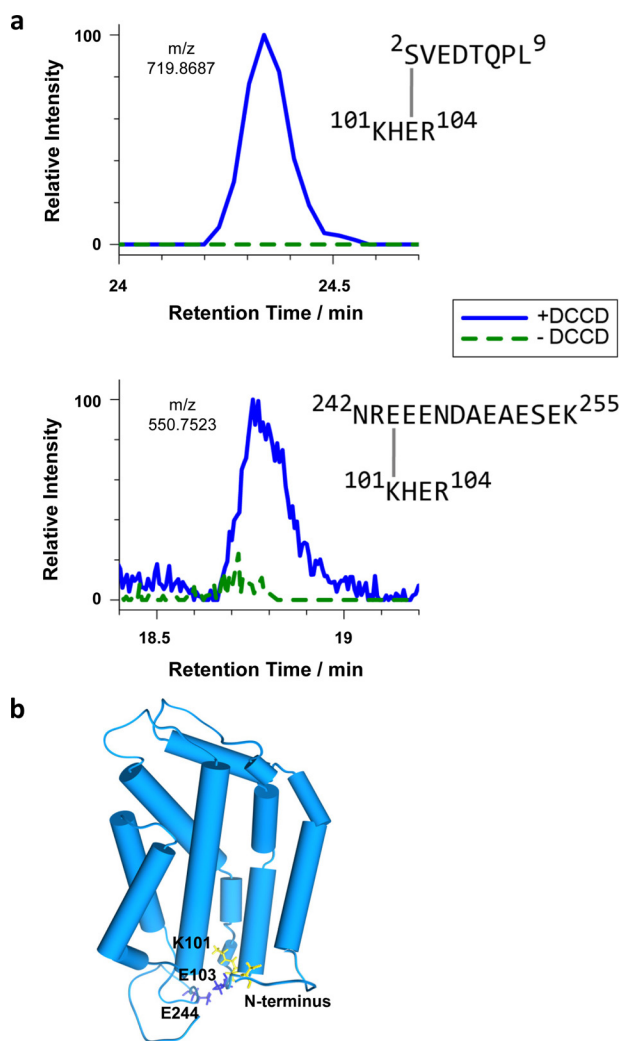 a
100
m/z
719.8687
²SVEDTQPL⁹
¹⁰¹KHER¹⁰⁴
Relative Intensity
0
24
24.5
Retention Time / min
+DCCD
- DCCD
100
m/z
550.7523
²⁴²NREEENDAEAESEK²⁵⁵
¹⁰¹KHER¹⁰⁴
Relative Intensity
0
18.5
19
Retention Time / min
b
K101
E103
N-terminus
E244